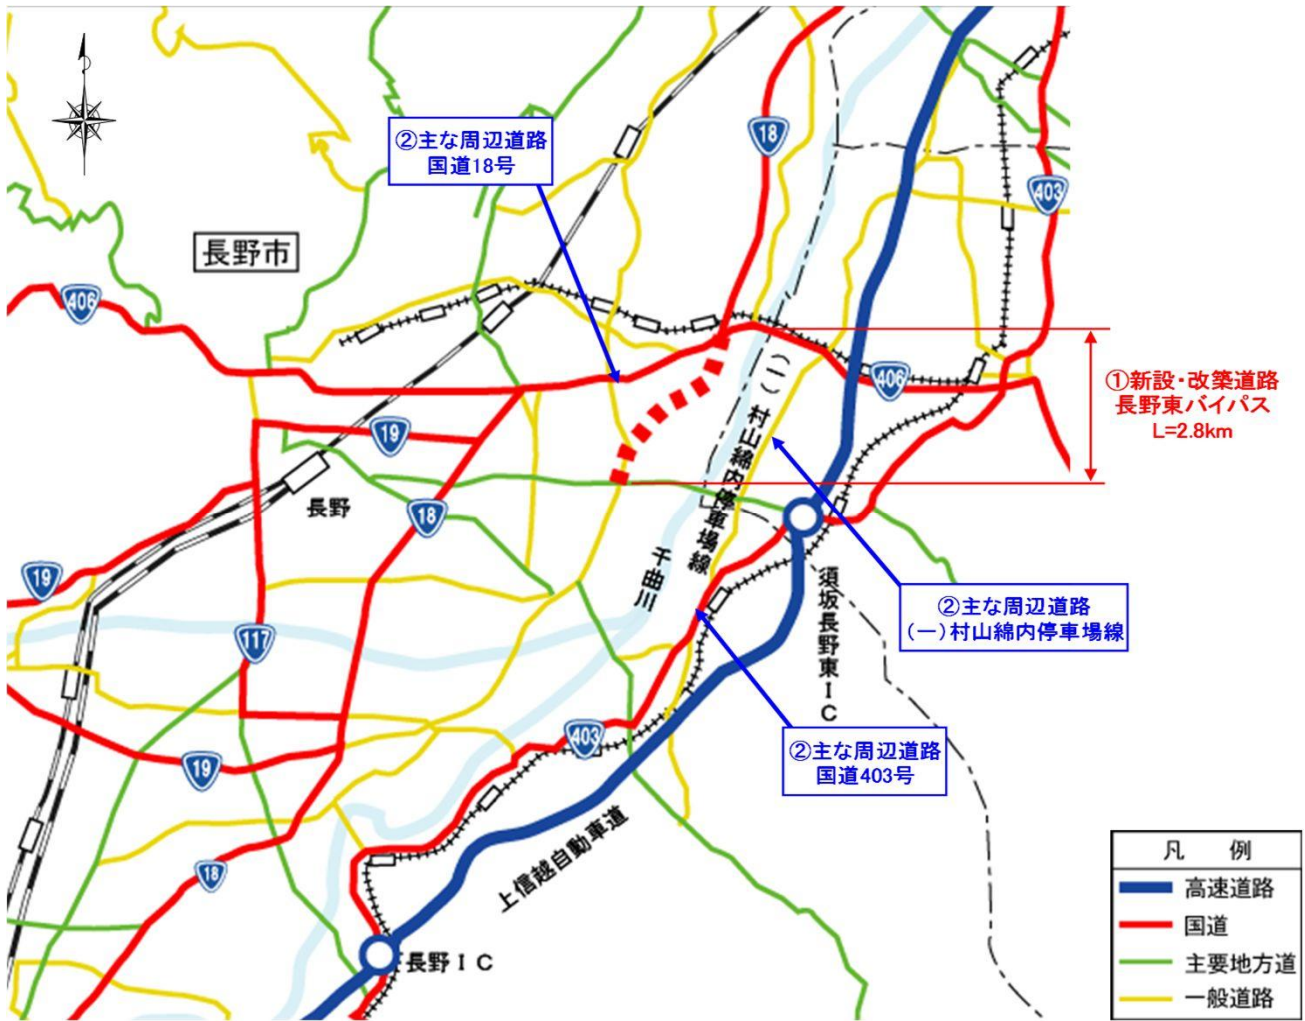 18
403
②主な周辺道路
国道18号
長野市
406
(一)村山綿内停車場線
406
①新設・改築道路
長野東バイパス
L=2.8km
19
長野
18
19
千曲川
須坂長野東IC
②主な周辺道路
(一)村山綿内停車場線
117
403
②主な周辺道路
国道403号
19
上信越自動車道
18
長野IC
凡 例
高速道路
国道
主要地方道
一般道路